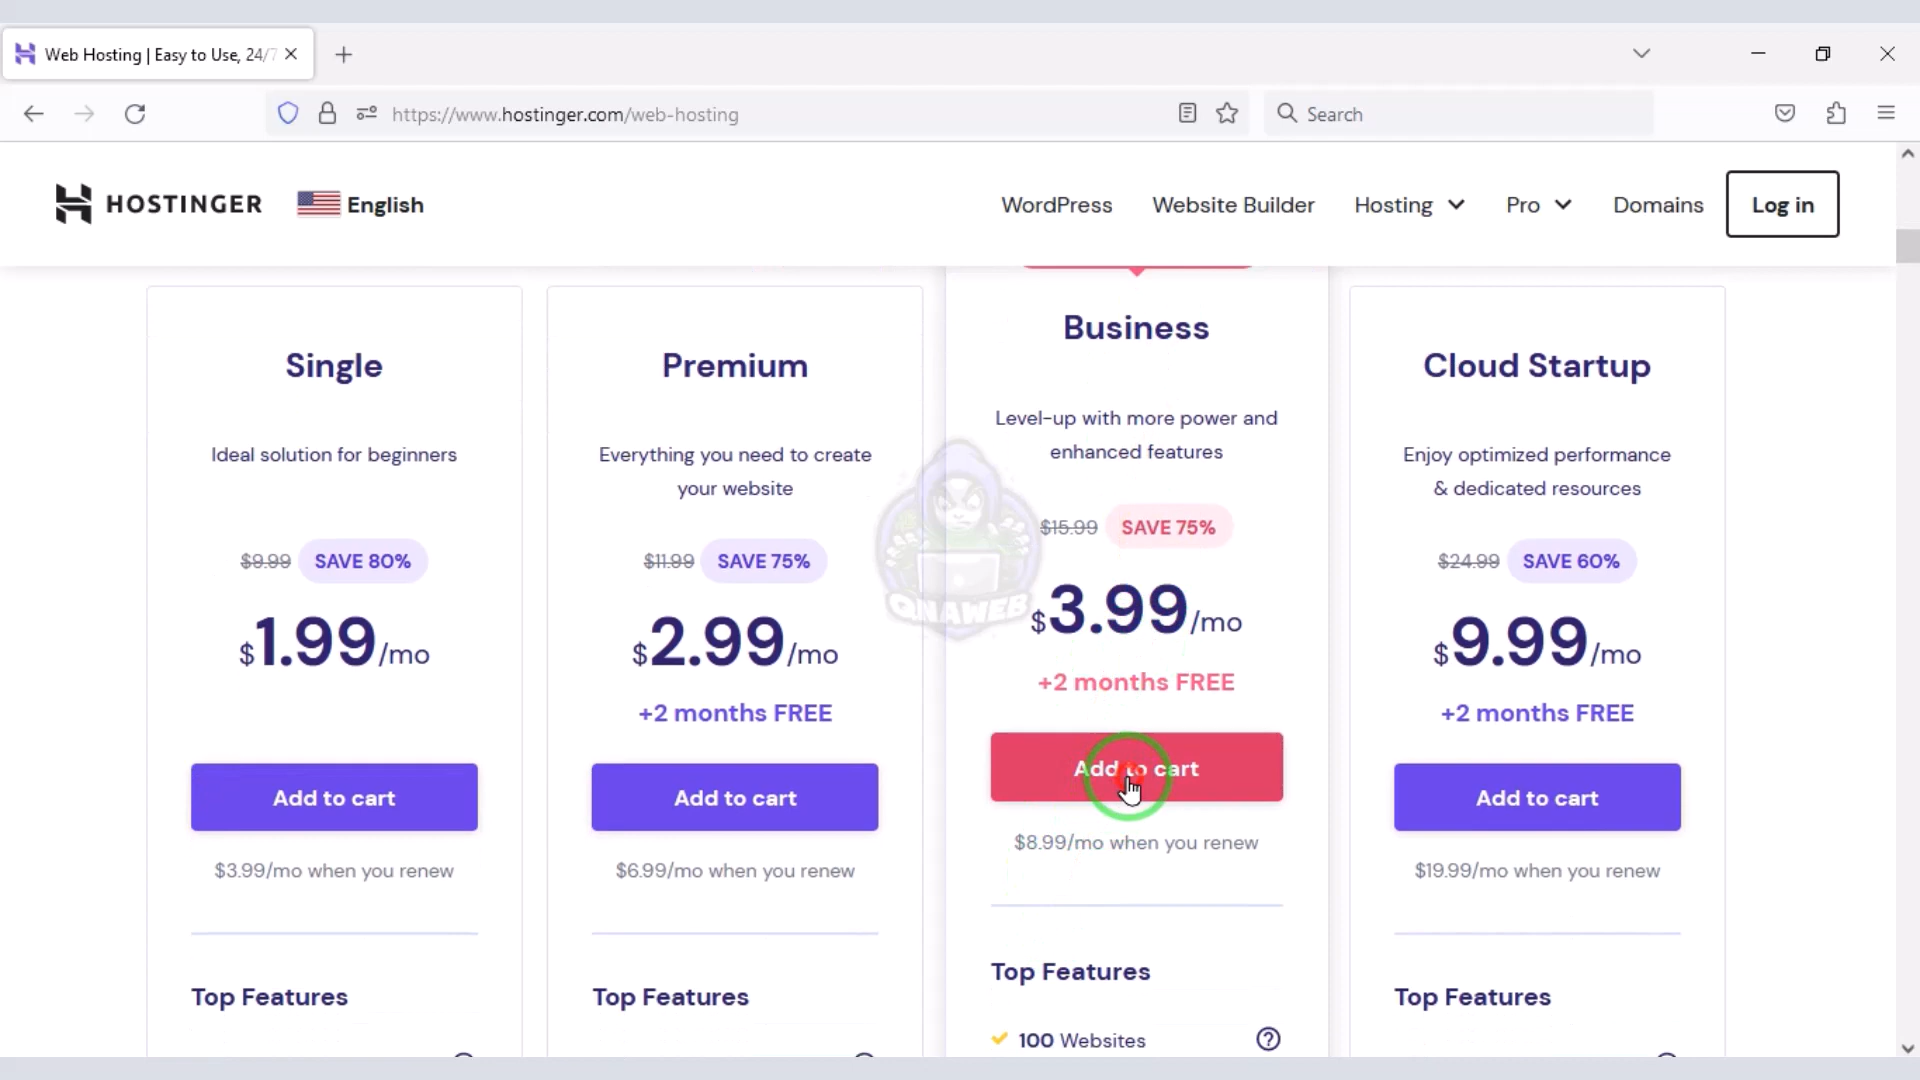 Web Hosting | Easy to Use, 24/7
https://www.hostinger.com/web-hosting
Search
HOSTINGER
English
WordPress
Website Builder
Hosting
Pro
Domains
Log in
Single
Ideal solution for beginners
$9.99 SAVE 80%
$1.99/mo
Add to cart
$3.99/mo when you renew
Top Features
Premium
Everything you need to create
your website
$11.99 SAVE 75%
$2.99/mo
+2 months FREE
Add to cart
$6.99/mo when you renew
Top Features
Business
Level-up with more power and
enhanced features
$15.99 SAVE 75%
$3.99/mo
+2 months FREE
Add to cart
$8.99/mo when you renew
Top Features
100 Websites
Cloud Startup
Enjoy optimized performance
& dedicated resources
$24.99 SAVE 60%
$9.99/mo
+2 months FREE
Add to cart
$19.99/mo when you renew
Top Features
QNAWEB